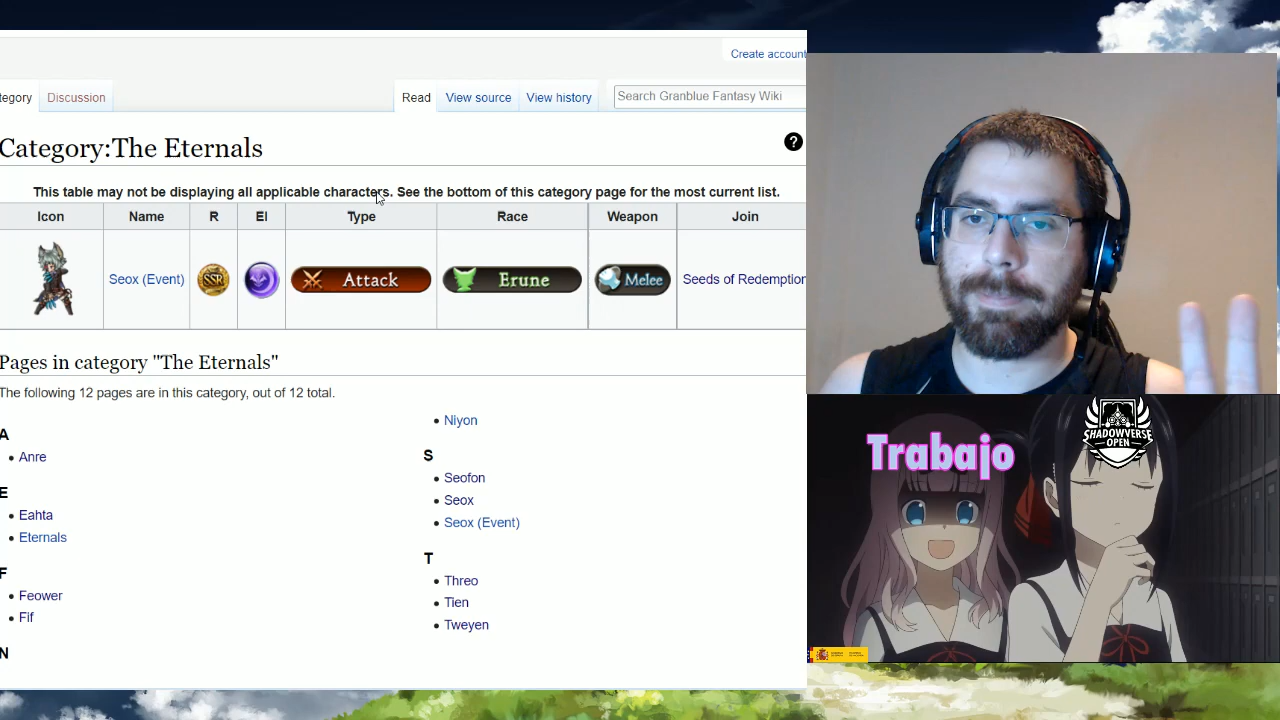 Create account
tegory
Discussion
Read
View source
View history
Search Granblue Fantasy Wiki
Category:The Eternals
?
This table may not be displaying all applicable characters. See the bottom of this category page for the most current list.
Icon Name R El Type Race Weapon Join
Seox (Event) SSR Attack Erune Melee Seeds of Redemption
Pages in category "The Eternals"
The following 12 pages are in this category, out of 12 total.
A
Anre
E
Eahta
Eternals
F
Feower
Fif
N
Niyon
S
Seofon
Seox
Seox (Event)
T
Threo
Tien
Tweyen
Trabajo
SHADOWVERSE
OPEN